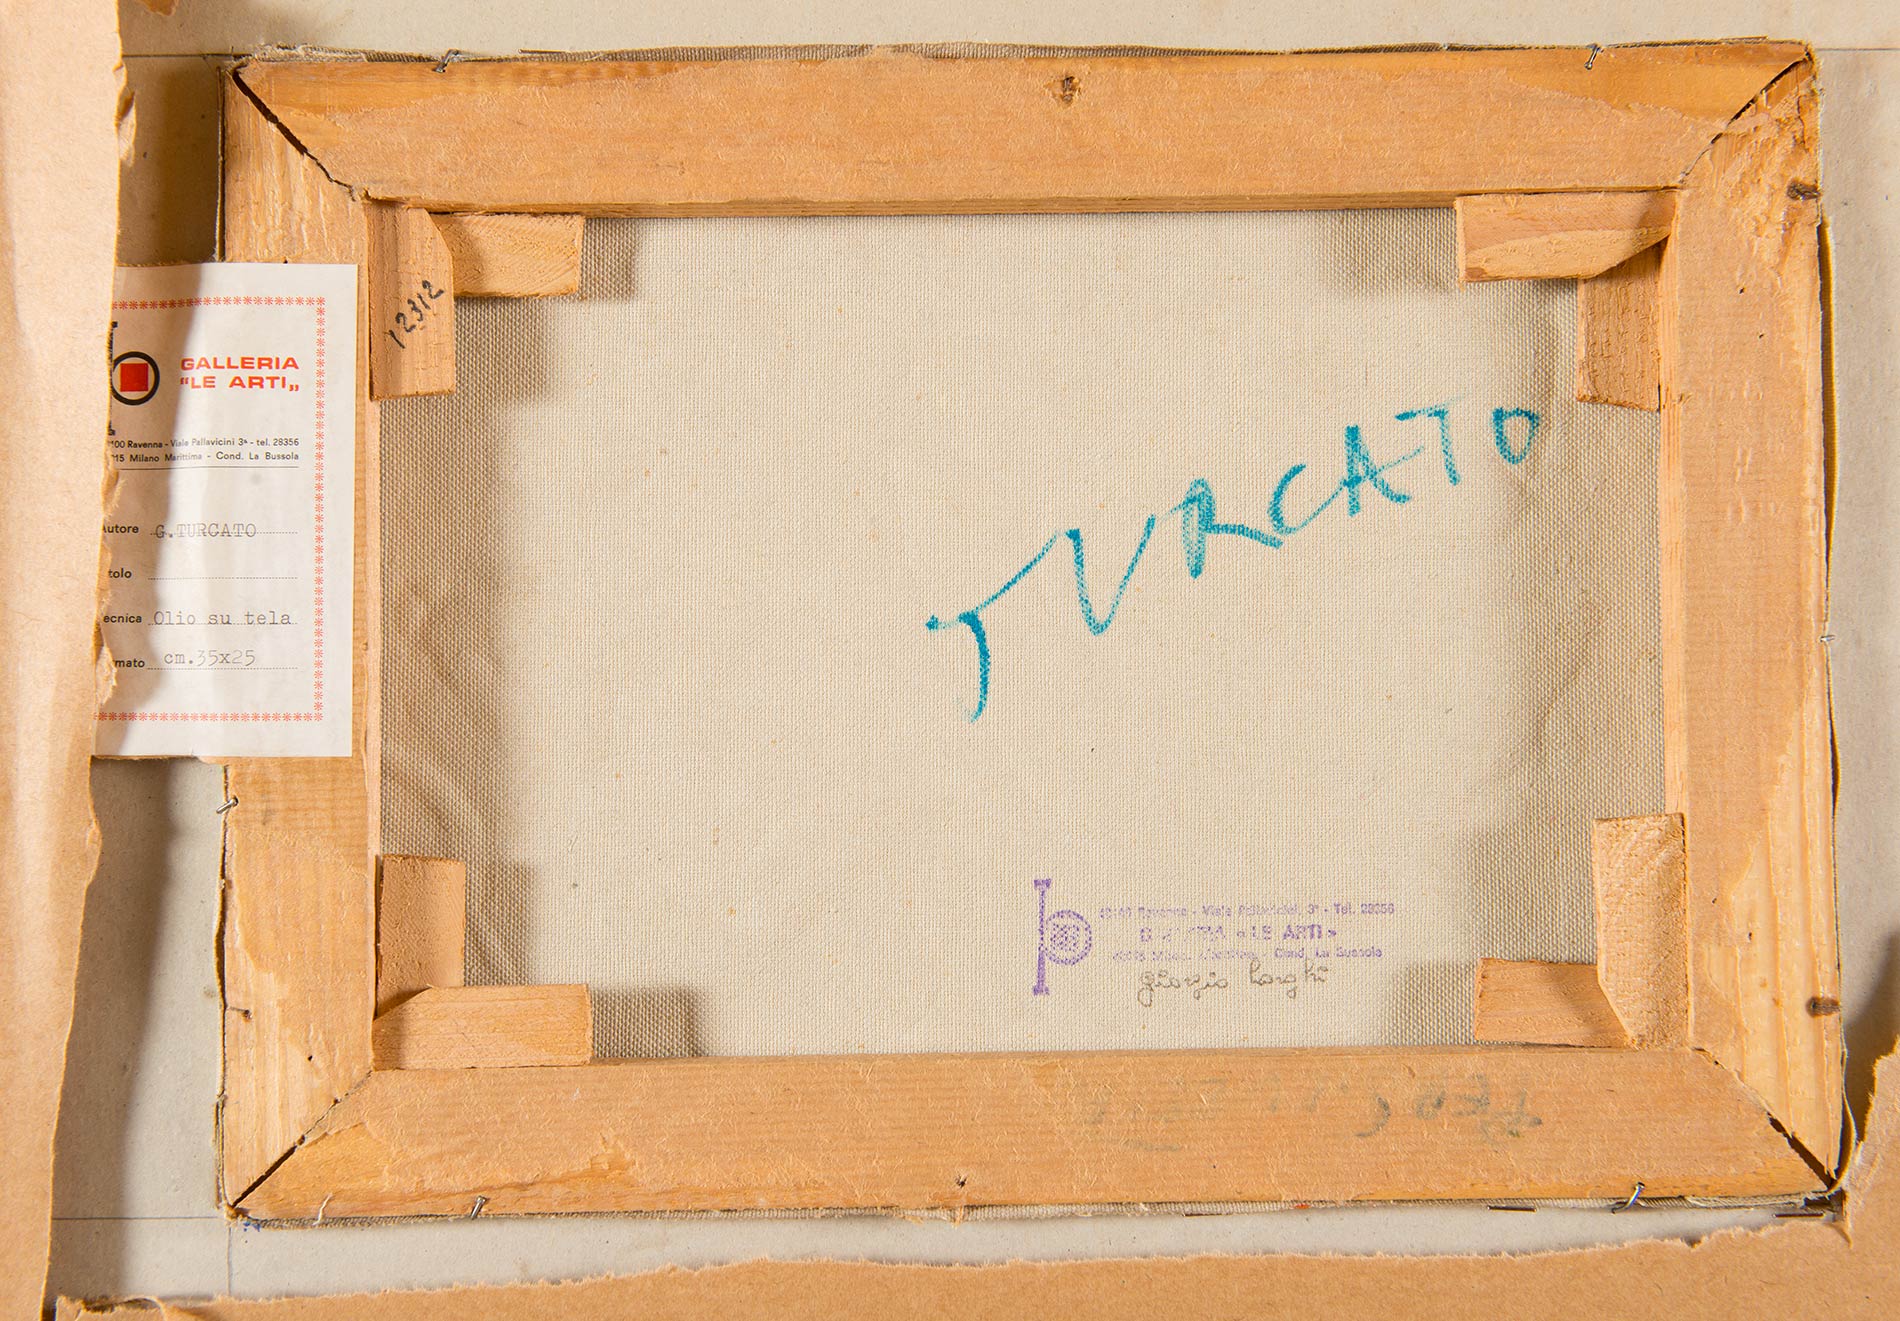 12312
GALLERIA
"LE ARTI„
100 Ravenna - Viale Pallavicini 3ᵃ - tel. 28356
15 Milano Marittima - Cond. La Bussola
Autore G. TURCATO
tolo
ecnica Olio su tela
mato cm. 35x25
TURCATO
Ravenna - Viale Pallavicini, 3ᵃ - Tel. 28356
« LE ARTI »
Cond. La Bussola
giorgio